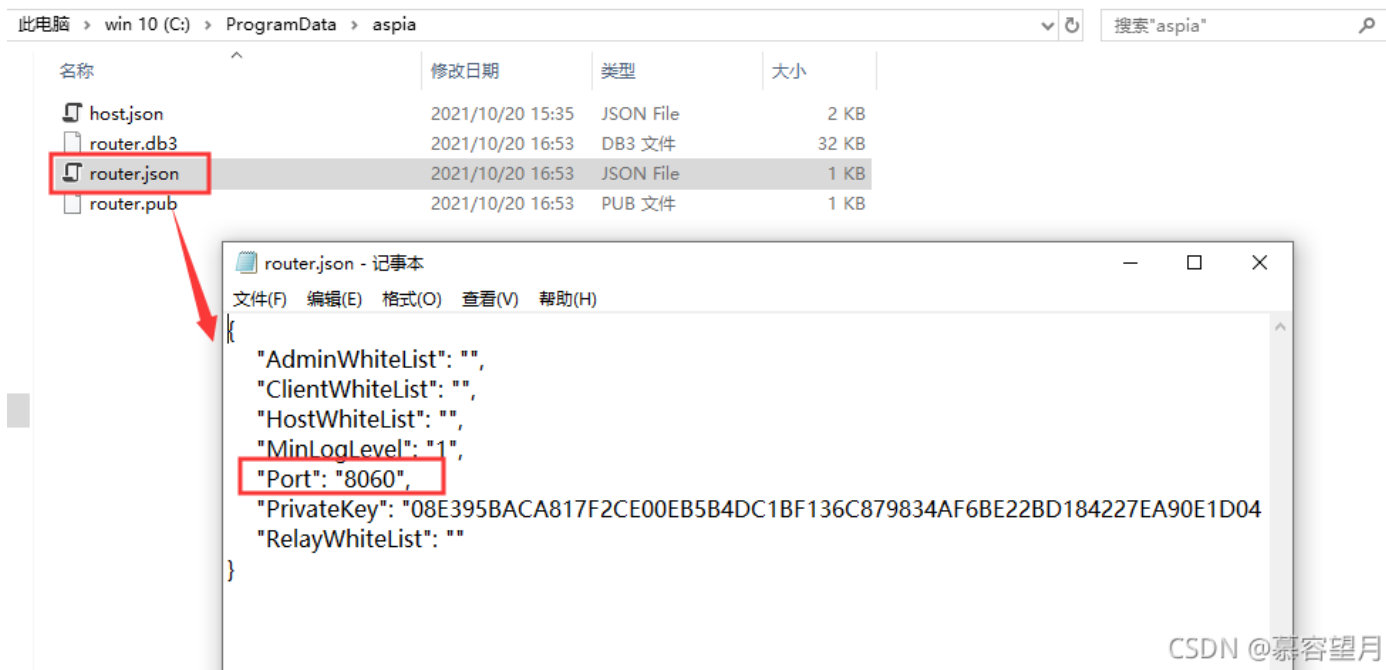 此电脑 › win 10 (C:) › ProgramData › aspia
搜索"aspia"
名称 修改日期 类型 大小
host.json 2021/10/20 15:35 JSON File 2 KB
router.db3 2021/10/20 16:53 DB3 文件 32 KB
router.json 2021/10/20 16:53 JSON File 1 KB
router.pub 2021/10/20 16:53 PUB 文件 1 KB
router.json - 记事本
文件(F) 编辑(E) 格式(O) 查看(V) 帮助(H)
{
"AdminWhiteList": "",
"ClientWhiteList": "",
"HostWhiteList": "",
"MinLogLevel": "1",
"Port": "8060",
"PrivateKey": "08E395BACA817F2CE00EB5B4DC1BF136C879834AF6BE22BD184227EA90E1D04
"RelayWhiteList": ""
}
CSDN @慕容望月